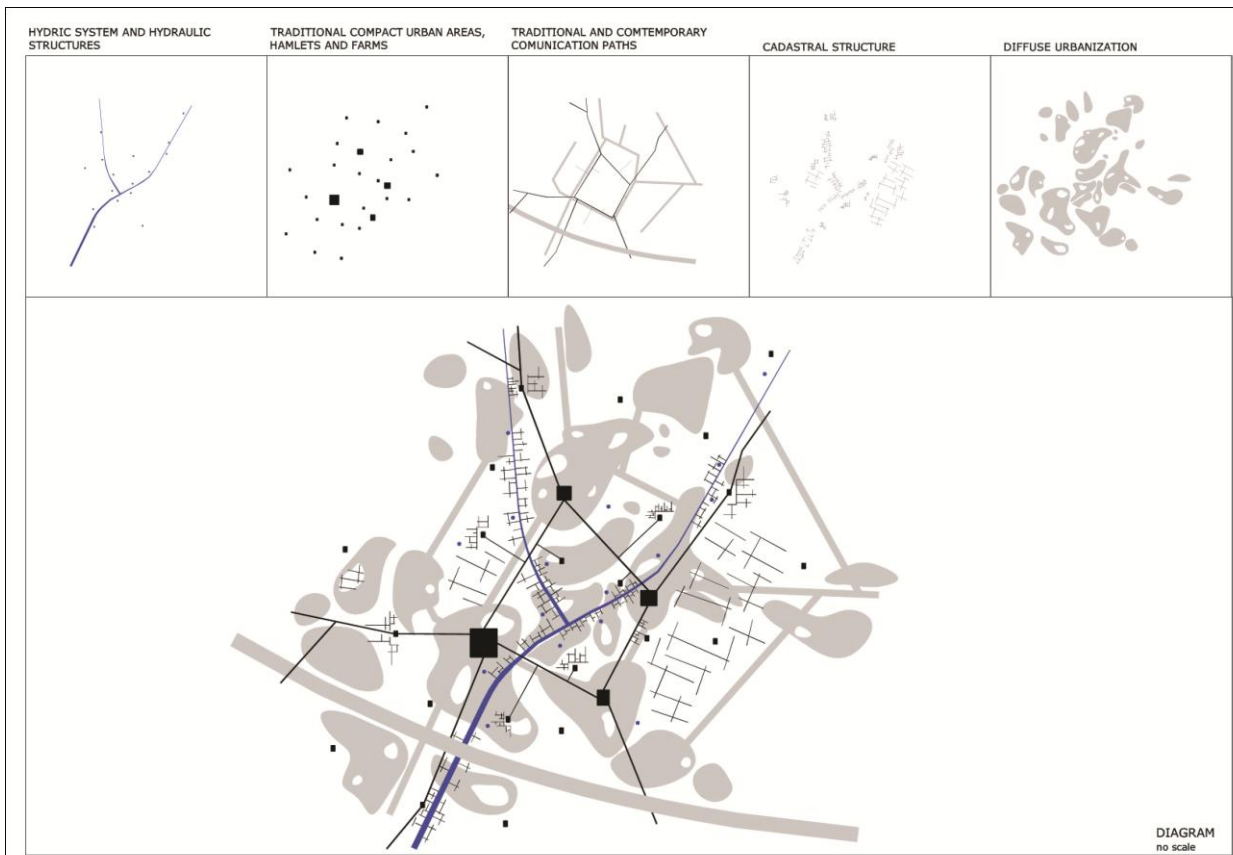 HYDRIC SYSTEM AND HYDRAULIC
STRUCTURES
TRADITIONAL COMPACT URBAN AREAS,
HAMLETS AND FARMS
TRADITIONAL AND COMTEMPORARY
COMUNICATION PATHS
CADASTRAL STRUCTURE
DIFFUSE URBANIZATION
DIAGRAM
no scale